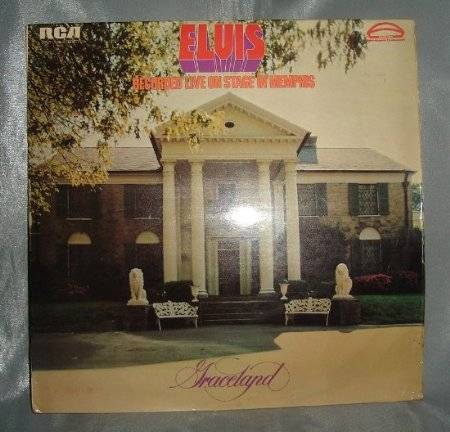 RCA
ELVIS
RECORDED LIVE ON STAGE IN MEMPHIS
Graceland